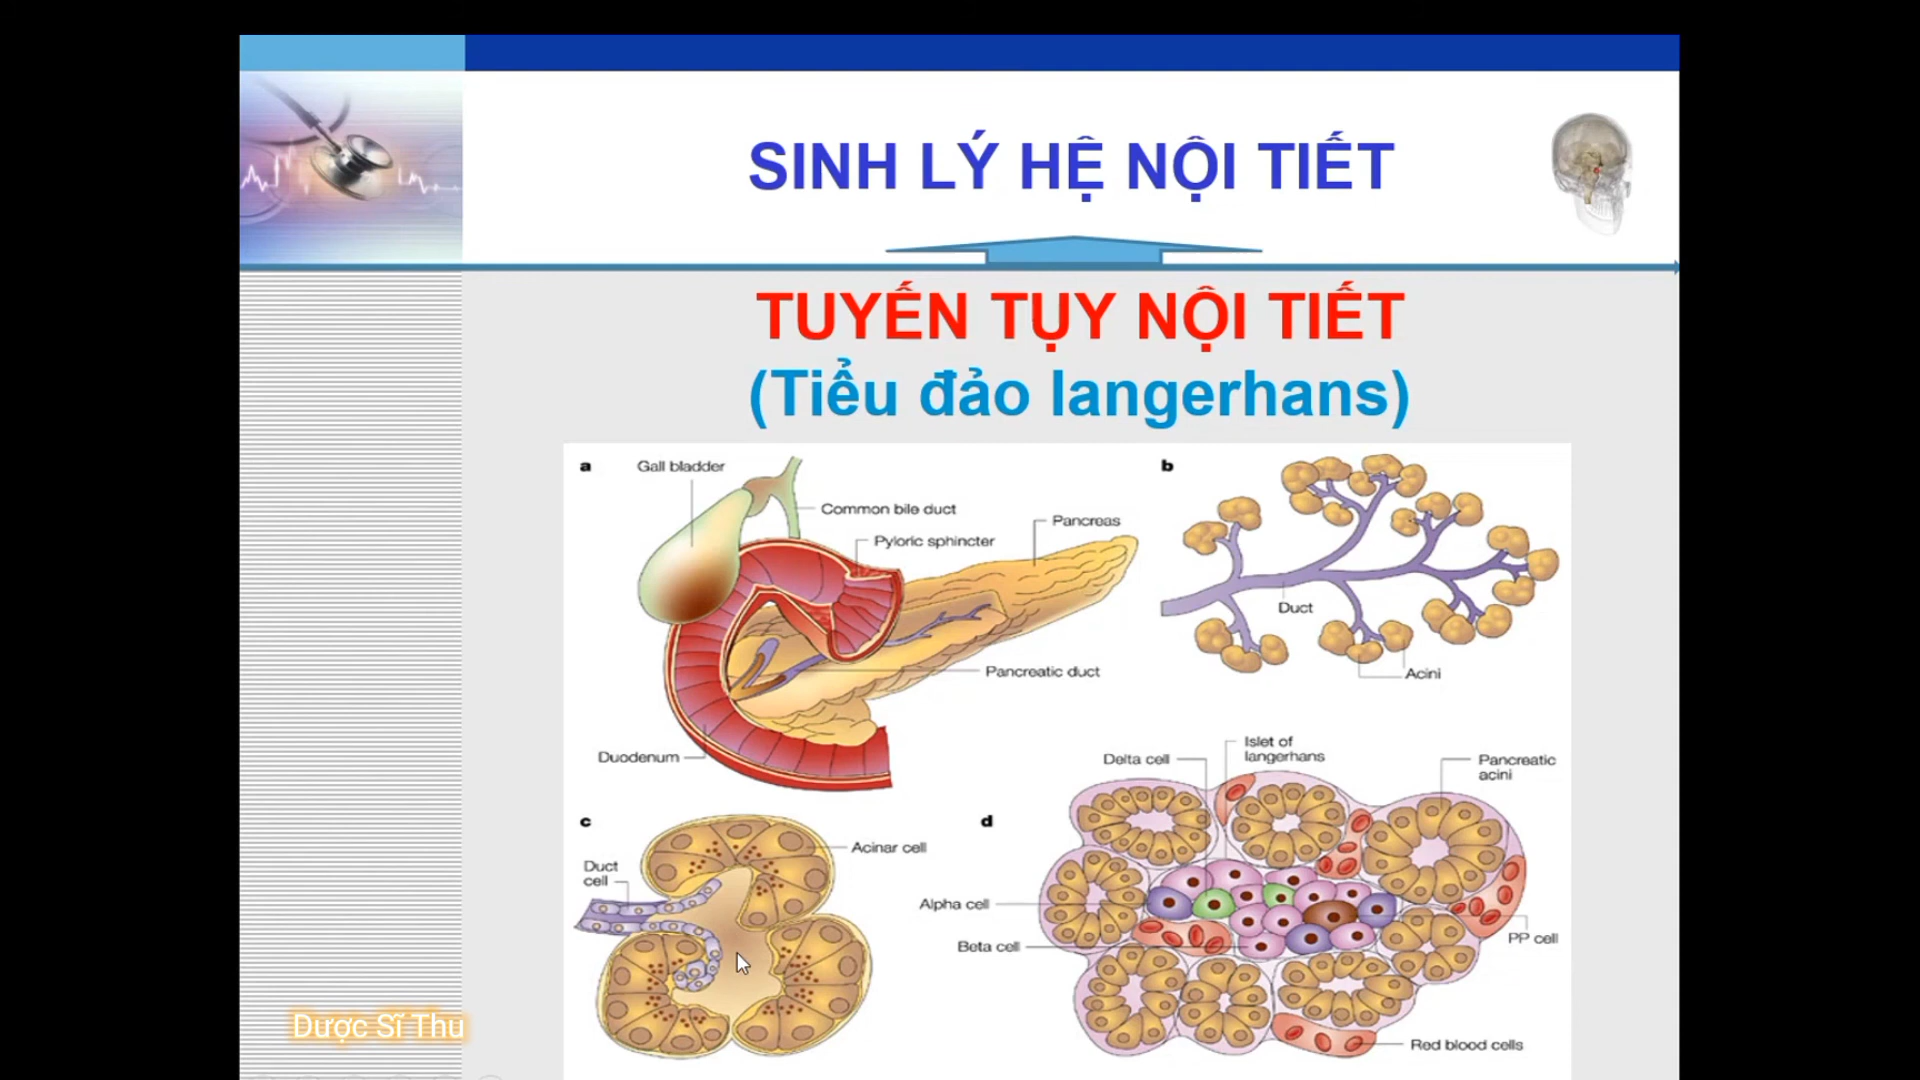 SINH LÝ HỆ NỘI TIẾT
TUYẾN TỤY NỘI TIẾT
(Tiểu đảo langerhans)
a
Gall bladder
Common bile duct
Pyloric sphincter
Pancreas
Pancreatic duct
Duodenum
b
Duct
Acini
c
Duct
cell
Acinar cell
d
Delta cell
Islet of
langerhans
Pancreatic
acini
Alpha cell
Beta cell
PP cell
Red blood cells
Dược Sĩ Thu